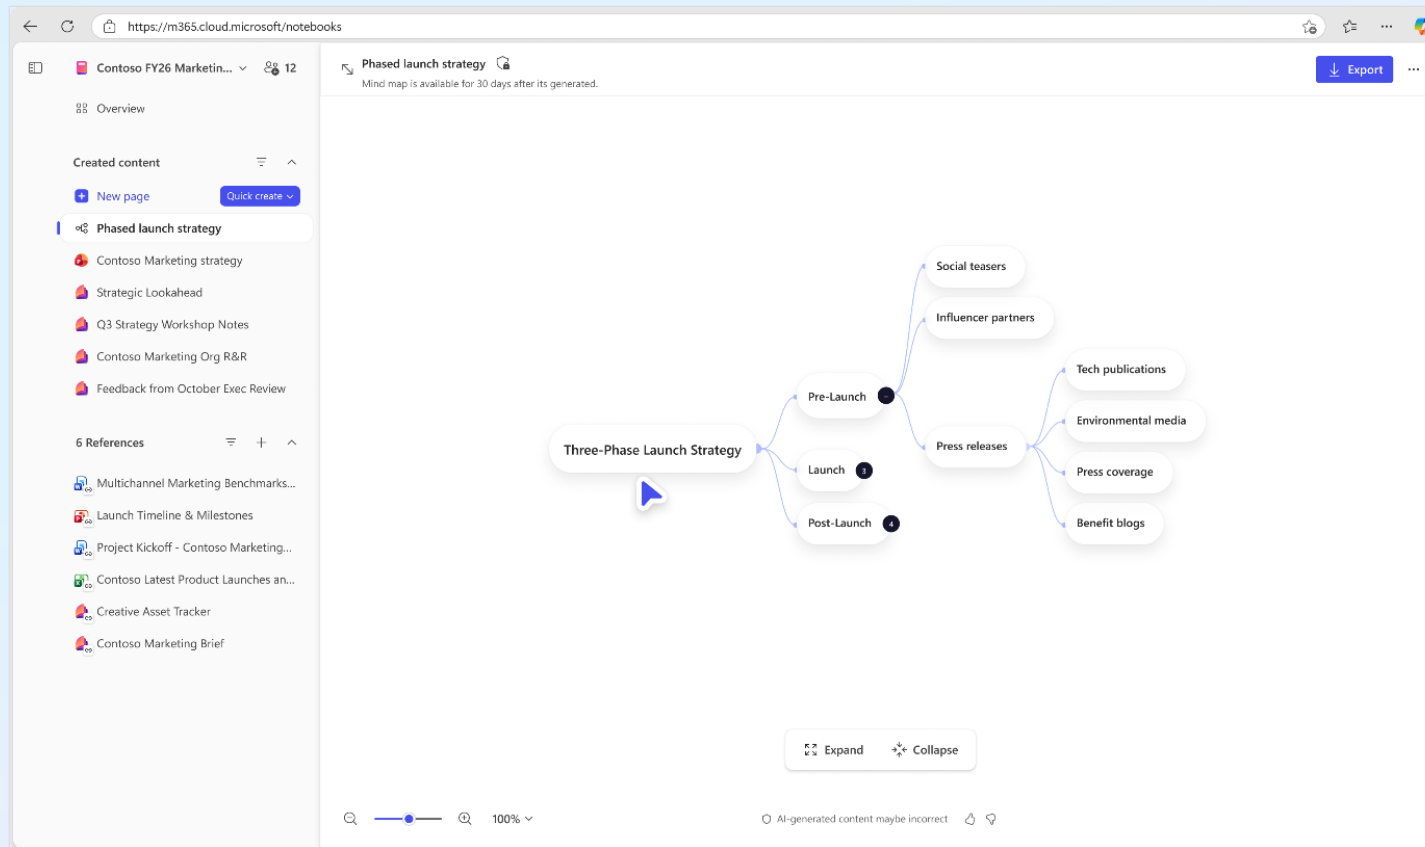 https://m365.cloud.microsoft/notebooks
Contoso FY26 Marketin... 12
Overview
Created content
New page
Quick create
Phased launch strategy
Contoso Marketing strategy
Strategic Lookahead
Q3 Strategy Workshop Notes
Contoso Marketing Org R&R
Feedback from October Exec Review
6 References
Multichannel Marketing Benchmarks...
Launch Timeline & Milestones
Project Kickoff - Contoso Marketing...
Contoso Latest Product Launches an...
Creative Asset Tracker
Contoso Marketing Brief
Phased launch strategy
Mind map is available for 30 days after its generated.
Export
Three-Phase Launch Strategy
Pre-Launch
Launch 3
Post-Launch 4
Social teasers
Influencer partners
Press releases
Tech publications
Environmental media
Press coverage
Benefit blogs
Expand
Collapse
100%
AI-generated content maybe incorrect